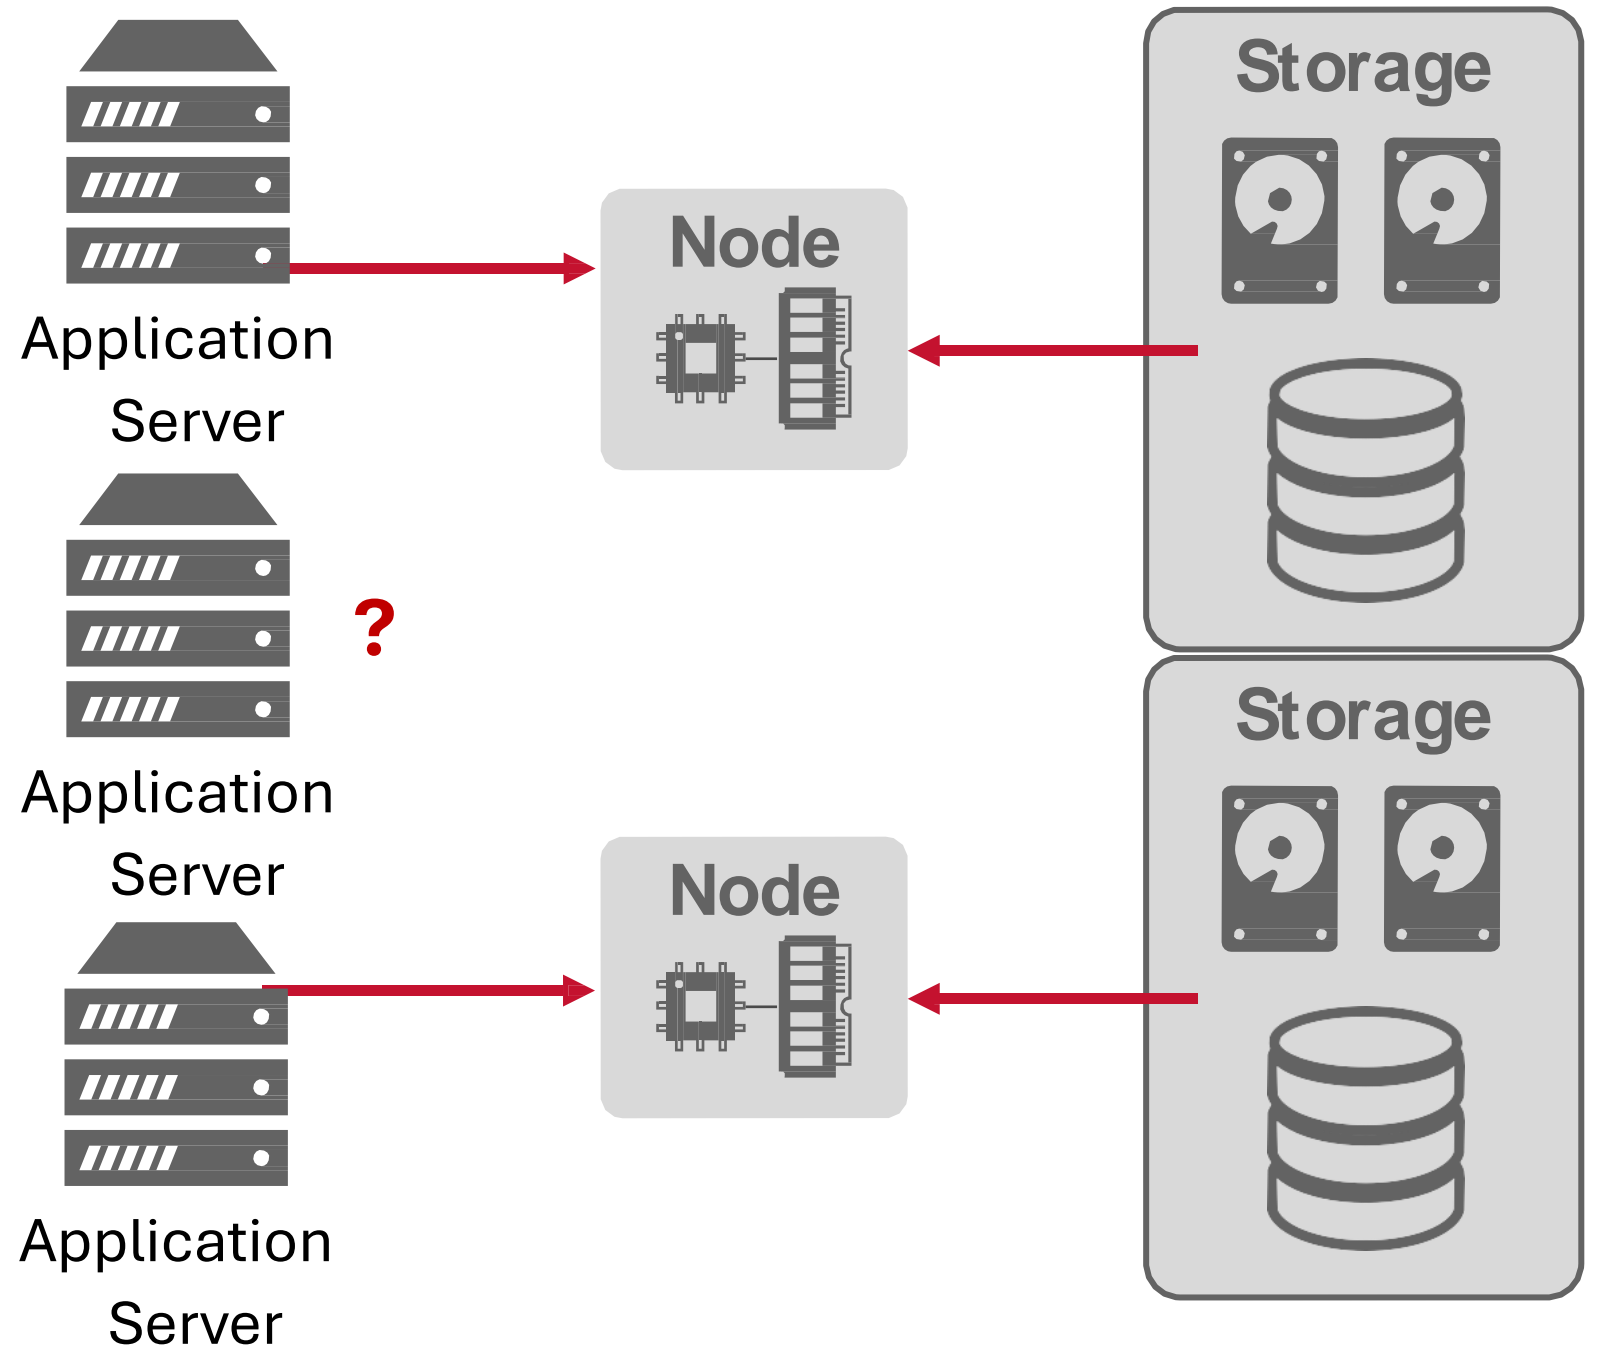 Storage
Node
Application
Server
?
Storage
Application
Server
Node
Application
Server